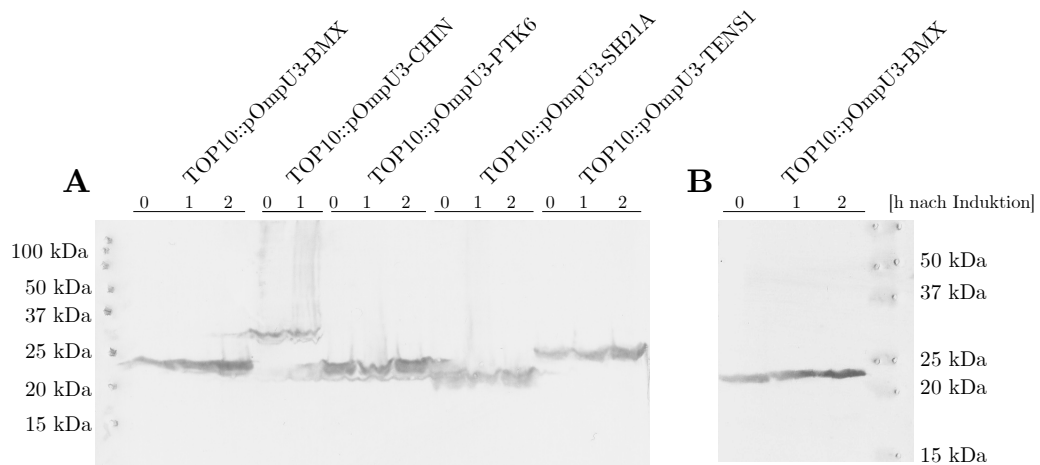 TOP10::pOmpU3-BMX
TOP10::pOmpU3-CHIN
TOP10::pOmpU3-PTK6
TOP10::pOmpU3-SH21A
TOP10::pOmpU3-TENS1
TOP10::pOmpU3-BMX
A
B
0 1 2 0 1 0 1 2 0 1 2 0 1 2
0 1 2 [h nach Induktion]
100 kDa
50 kDa
37 kDa
25 kDa
20 kDa
15 kDa
50 kDa
37 kDa
25 kDa
20 kDa
15 kDa